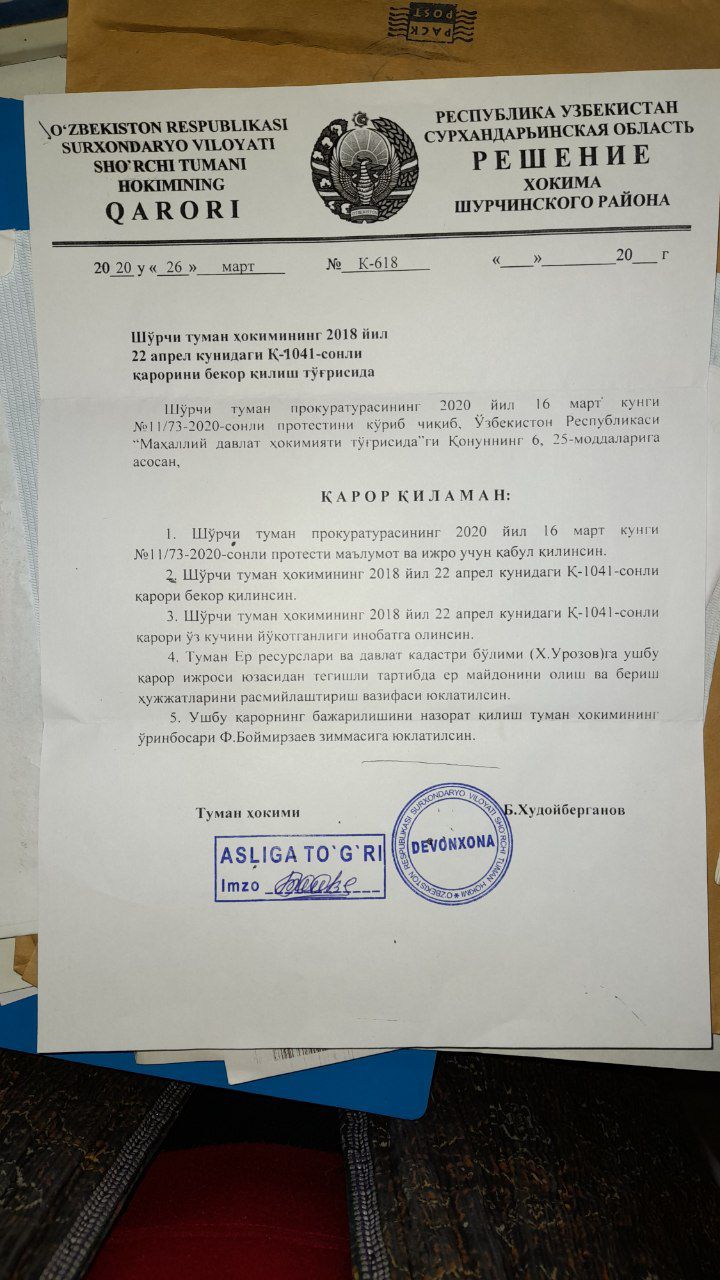 PACK
POST
O‘ZBEKISTON RESPUBLIKASI
SURXONDARYO VILOYATI
SHO‘RCHI TUMANI
HOKIMINING
QARORI
РЕСПУБЛИКА УЗБЕКИСТАН
СУРХАНДАРЬИНСКАЯ ОБЛАСТЬ
РЕШЕНИЕ
ХОКИМА
ШУРЧИНСКОГО РАЙОНА
2020 у «26» март № К-618 «____»_________20___ г
Шўрчи туман ҳокимининг 2018 йил
22 апрел кунидаги Қ-1041-сонли
қарорини бекор қилиш тўғрисида
Шўрчи туман прокуратурасининг 2020 йил 16 март кунги
№11/73-2020-сонли протестини кўриб чиқиб, Ўзбекистон Республикаси
“Маҳаллий давлат ҳокимияти тўғрисида”ги Қонуннинг 6, 25-моддаларига
асосан,
ҚАРОР ҚИЛАМАН:
1. Шўрчи туман прокуратурасининг 2020 йил 16 март кунги
№11/73-2020-сонли протести маълумот ва ижро учун қабул қилинсин.
2. Шўрчи туман ҳокимининг 2018 йил 22 апрел кунидаги Қ-1041-сонли
қарори бекор қилинсин.
3. Шўрчи туман ҳокимининг 2018 йил 22 апрел кунидаги Қ-1041-сонли
қарори ўз кучини йўқотганлиги инобатга олинсин.
4. Туман Ер ресурслари ва давлат кадастри бўлими (Х.Урозов)га ушбу
қарор ижроси юзасидан тегишли тартибда ер майдонини олиш ва бериш
ҳужжатларини расмийлаштириш вазифаси юклатилсин.
5. Ушбу қарорнинг бажарилишини назорат қилиш туман ҳокимининг
ўринбосари Ф.Боймирзаев зиммасига юклатилсин.
Туман ҳокими
Б.Худойберганов
ASLIGA TO`G`RI
Imzo
O‘ZBEKISTON RESPUBLIKASI SURXONDARYO VILOYATI SHO‘RCHI TUMAN HOKIMI
DEVONXONA